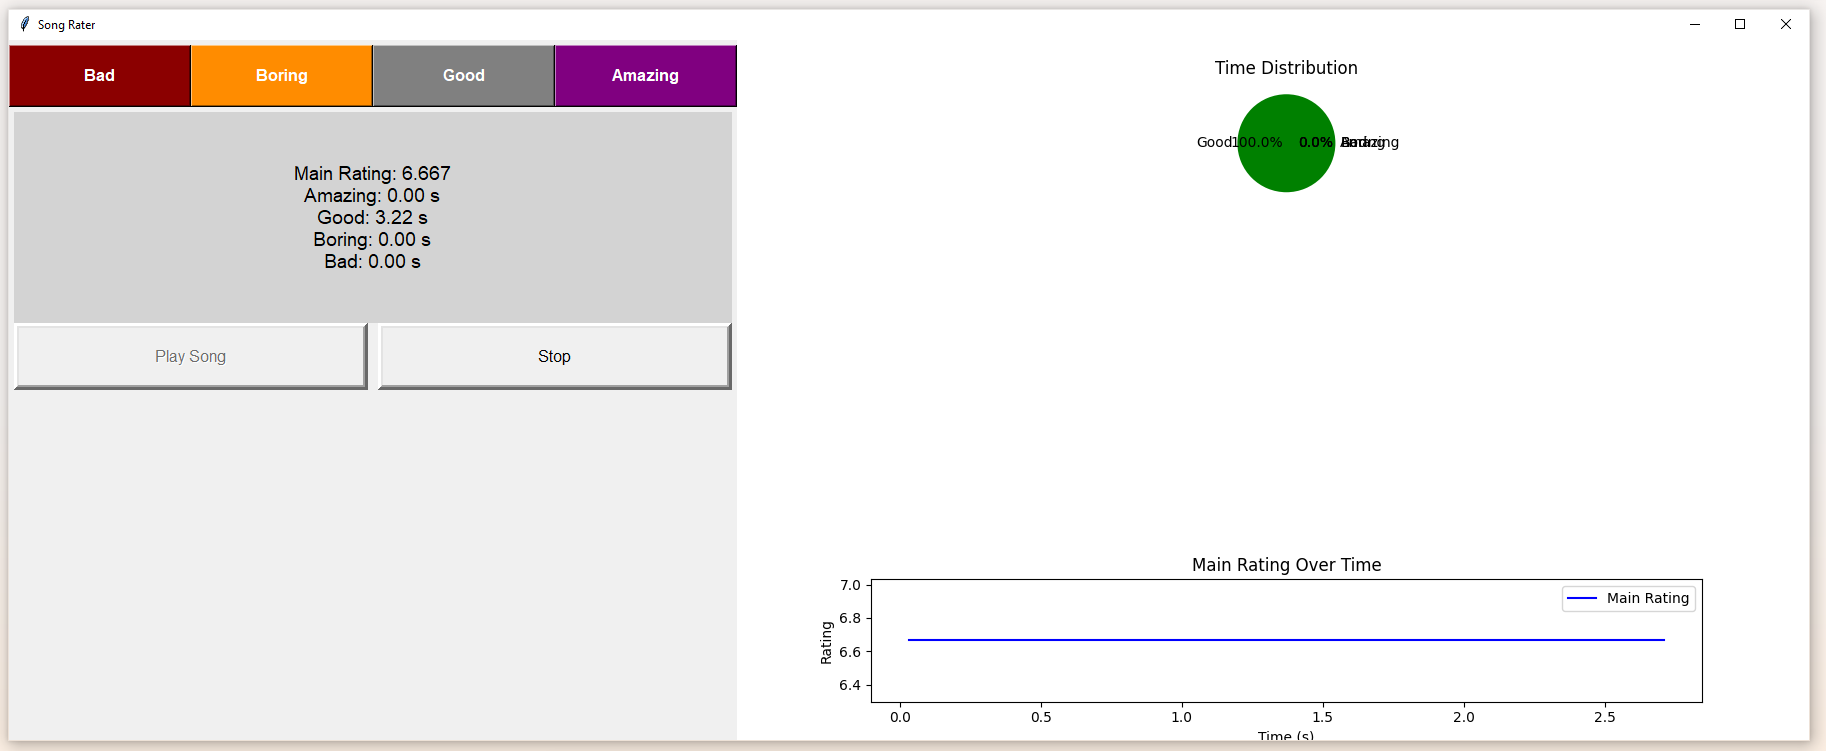 Song Rater
Bad Boring Good Amazing
Main Rating: 6.667
Amazing: 0.00 s
Good: 3.22 s
Boring: 0.00 s
Bad: 0.00 s
Play Song Stop
Time Distribution
Good 100.0% 0.0% Amazing
Main Rating Over Time
Main Rating
Rating
7.0
6.8
6.6
6.4
0.0 0.5 1.0 1.5 2.0 2.5
Time (s)